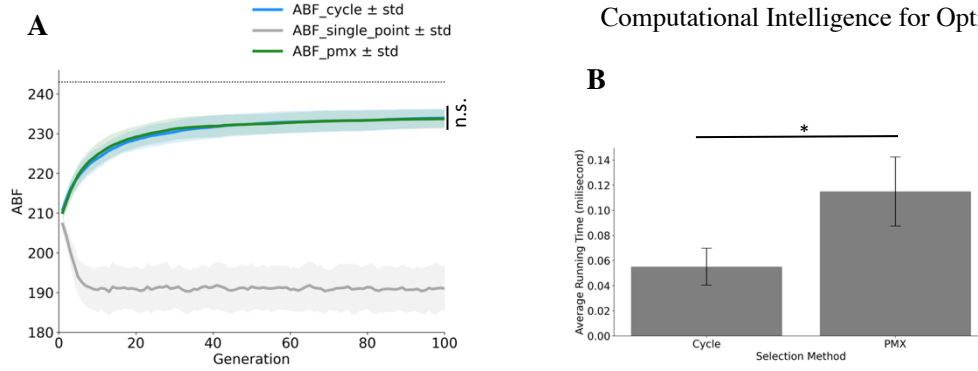 A
ABF_cycle ± std
ABF_single_point ± std
ABF_pmx ± std
240
230
220
210
200
190
180
ABF
0
20
40
60
80
100
Generation
n.s.
Computational Intelligence for Opti
B
*
0.14
0.12
0.10
0.08
0.06
0.04
0.02
0.00
Average Running Time (milisecond)
Cycle
PMX
Selection Method